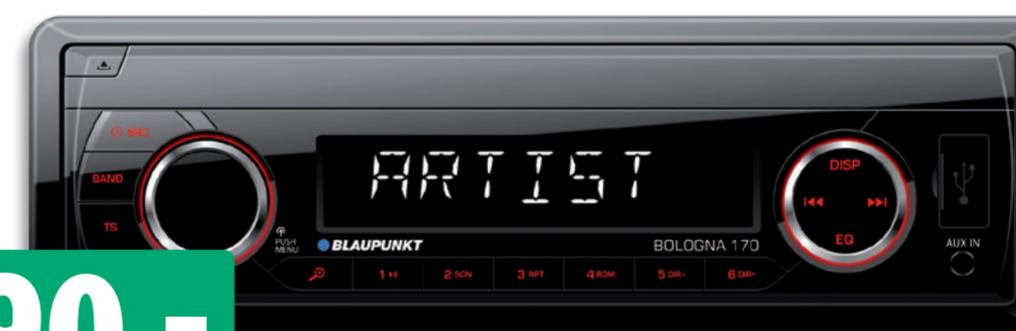 SRC
BAND
TS
ARTIST
PUSH
MENU
BLAUPUNKT
BOLOGNA 170
1
2 SCN
3 RPT
4 RDM
5 DIR-
6 DIR+
DISP
EQ
AUX IN